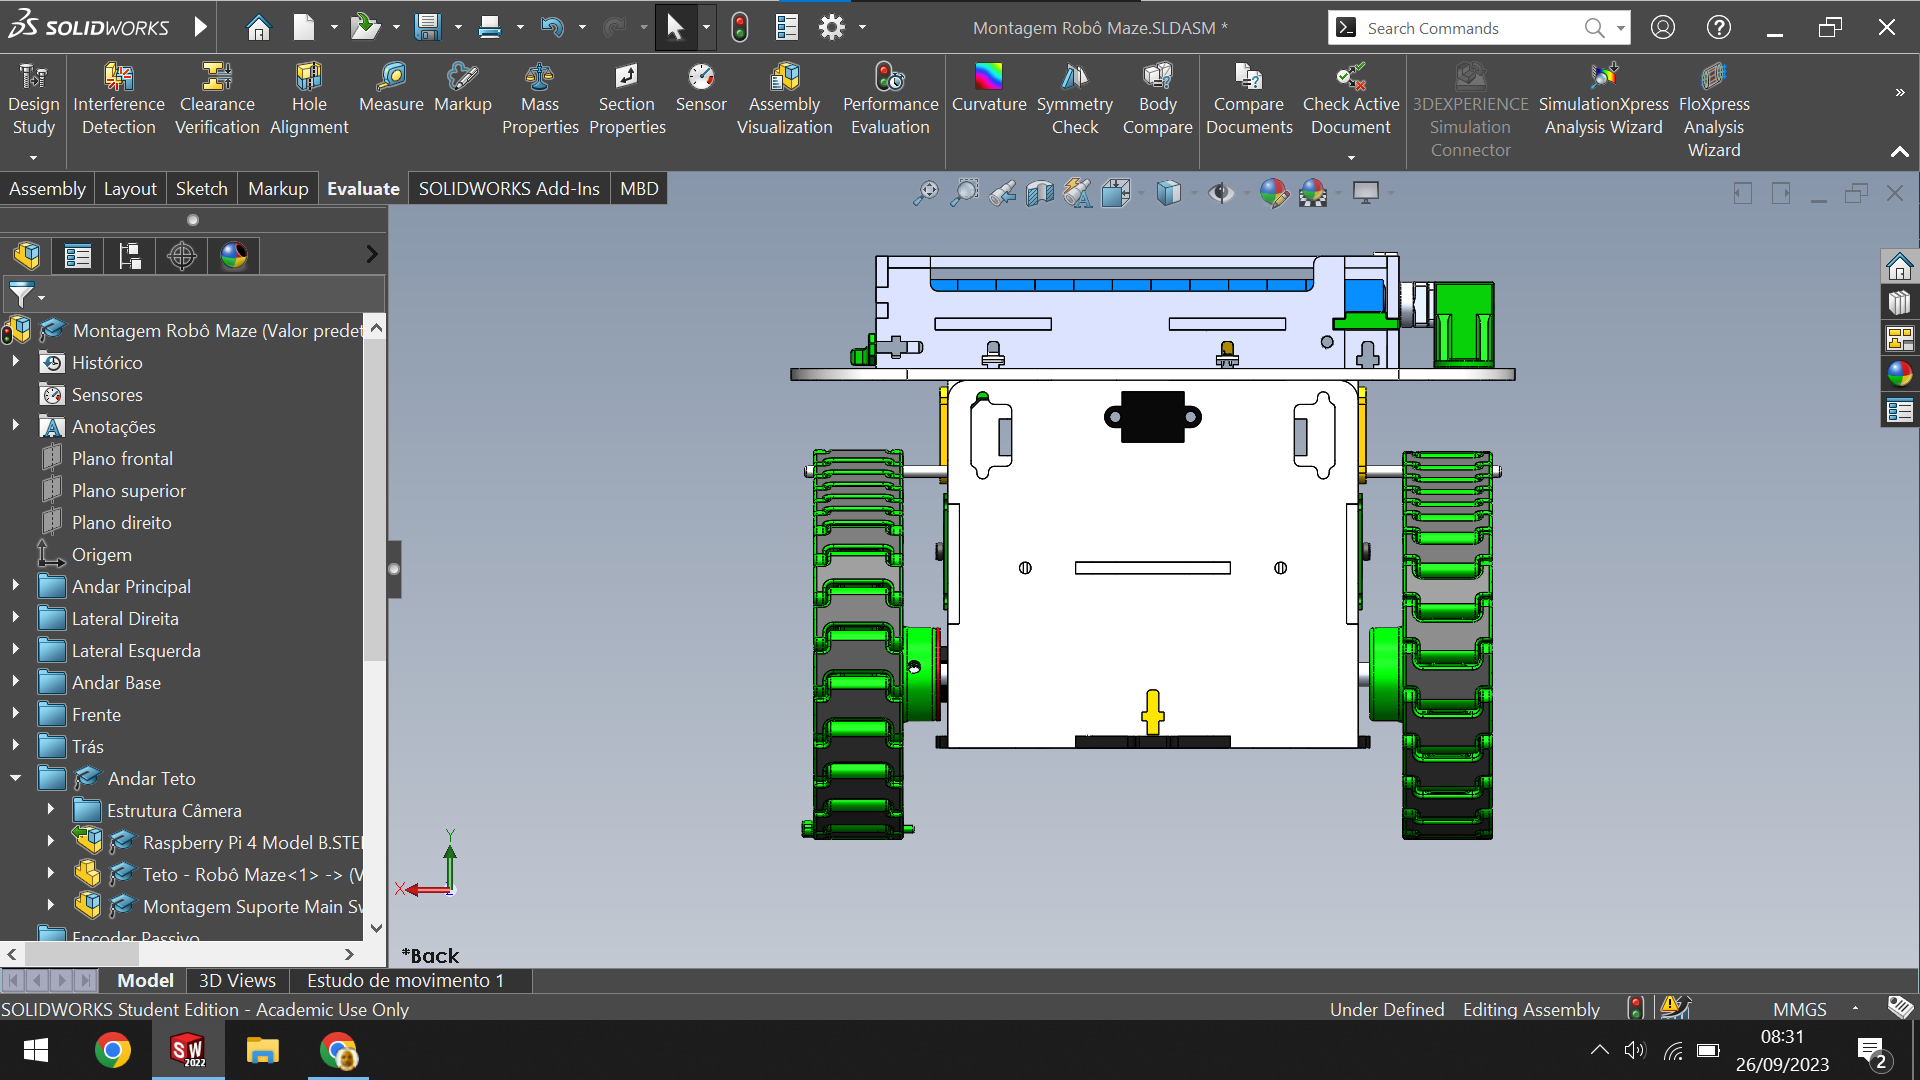 SOLIDWORKS
Montagem Robô Maze.SLDASM *
Search Commands
Design Study
Interference Detection
Clearance Verification
Hole Alignment
Measure
Markup
Mass Properties
Section Properties
Sensor
Assembly Visualization
Performance Evaluation
Curvature
Symmetry Check
Body Compare
Compare Documents
Check Active Document
3DEXPERIENCE Simulation Connector
SimulationXpress Analysis Wizard
FloXpress Analysis Wizard
Assembly
Layout
Sketch
Markup
Evaluate
SOLIDWORKS Add-Ins
MBD
Montagem Robô Maze (Valor predet
Histórico
Sensores
Anotações
Plano frontal
Plano superior
Plano direito
Origem
Andar Principal
Lateral Direita
Lateral Esquerda
Andar Base
Frente
Trás
Andar Teto
Estrutura Câmera
Raspberry Pi 4 Model B.STE
Teto - Robô Maze<1> -> (V
Montagem Suporte Main Sw
Encoder Passivo
Y
X
*Back
Model
3D Views
Estudo de movimento 1
SOLIDWORKS Student Edition - Academic Use Only
Under Defined
Editing Assembly
MMGS
SW
2022
08:31
26/09/2023
2